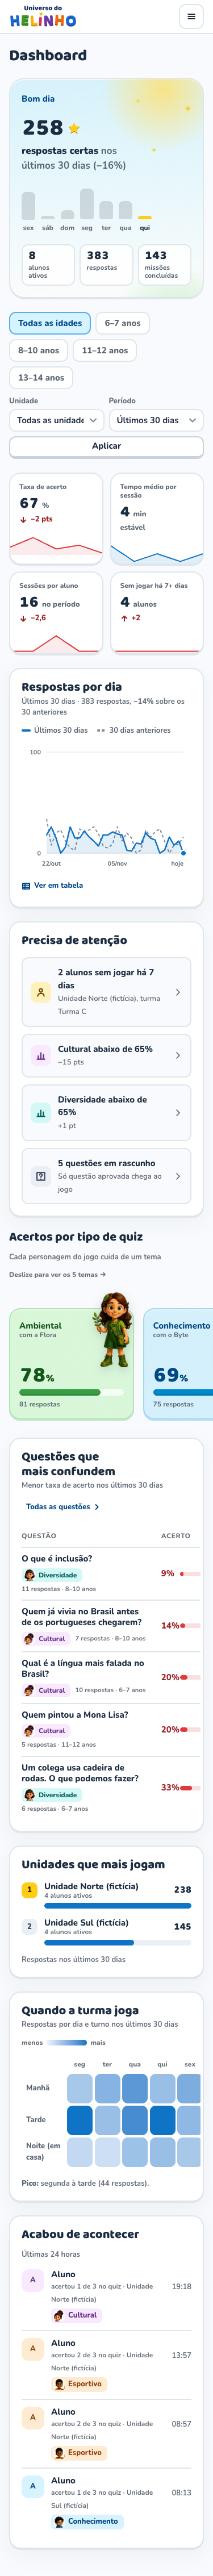 Universo do
HELINHO
Dashboard
Bom dia
258
respostas certas nos
últimos 30 dias (−16%)
sex sáb dom seg ter qua qui
8
alunos
ativos
383
respostas
143
missões
concluídas
Todas as idades
6–7 anos
8–10 anos
11–12 anos
13–14 anos
Unidade
Período
Todas as unidade
Últimos 30 dias
Aplicar
Taxa de acerto
67 %
↓ −2 pts
Tempo médio por
sessão
4 min
estável
Sessões por aluno
16 no período
↓ −2,6
Sem jogar há 7+ dias
4 alunos
↑ +2
Respostas por dia
Últimos 30 dias · 383 respostas, −14% sobre os
30 anteriores
Últimos 30 dias
30 dias anteriores
100
0
22/out
05/nov
hoje
Ver em tabela
Precisa de atenção
2 alunos sem jogar há 7
dias
Unidade Norte (fictícia), turma
Turma C
Cultural abaixo de 65%
−15 pts
Diversidade abaixo de
65%
+1 pt
5 questões em rascunho
Só questão aprovada chega ao
jogo
Acertos por tipo de quiz
Cada personagem do jogo cuida de um tema
Deslize para ver os 5 temas →
Ambiental
com a Flora
78%
81 respostas
Conhecimento
com o Byte
69%
75 respostas
Questões que
mais confundem
Menor taxa de acerto nos últimos 30 dias
Todas as questões
QUESTÃO
ACERTO
O que é inclusão?
Diversidade
11 respostas · 8–10 anos
9%
Quem já vivia no Brasil antes
de os portugueses chegarem?
Cultural
7 respostas · 8–10 anos
14%
Qual é a língua mais falada no
Brasil?
Cultural
10 respostas · 6–7 anos
20%
Quem pintou a Mona Lisa?
Cultural
5 respostas · 11–12 anos
20%
Um colega usa cadeira de
rodas. O que podemos fazer?
Diversidade
6 respostas · 6–7 anos
33%
Unidades que mais jogam
1
Unidade Norte (fictícia)
4 alunos ativos
238
2
Unidade Sul (fictícia)
4 alunos ativos
145
Respostas nos últimos 30 dias
Quando a turma joga
Respostas por dia e turno nos últimos 30 dias
menos
mais
seg ter qua qui sex
Manhã
Tarde
Noite (em
casa)
Pico: segunda à tarde (44 respostas).
Acabou de acontecer
Últimas 24 horas
A
Aluno
acertou 1 de 3 no quiz · Unidade
Norte (fictícia)
Cultural
19:18
A
Aluno
acertou 2 de 3 no quiz · Unidade
Norte (fictícia)
Esportivo
13:57
A
Aluno
acertou 2 de 3 no quiz · Unidade
Norte (fictícia)
Esportivo
08:57
A
Aluno
acertou 1 de 3 no quiz · Unidade
Sul (fictícia)
Conhecimento
08:13